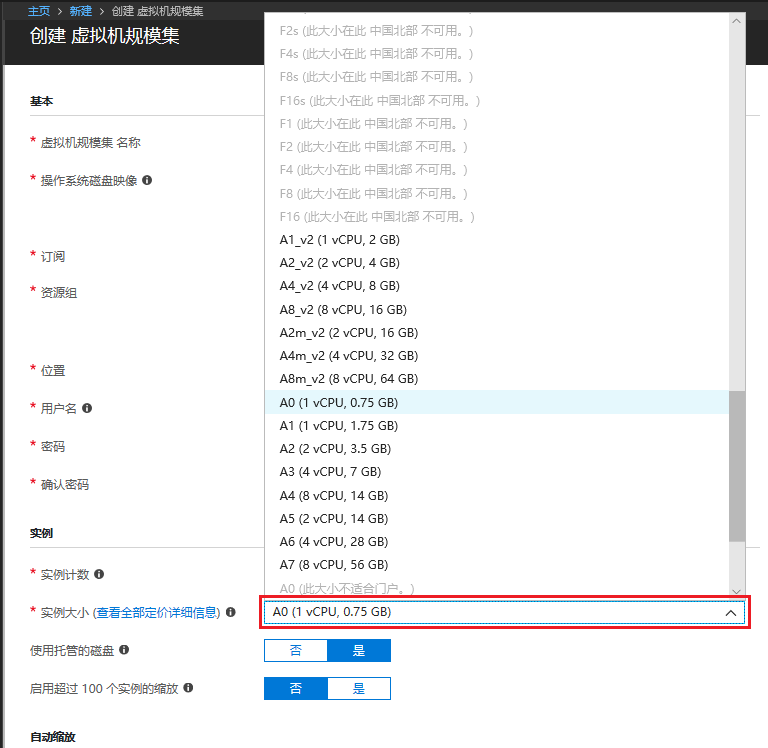 主页 > 新建 > 创建 虚拟机规模集
创建 虚拟机规模集
基本
* 虚拟机规模集 名称
* 操作系统磁盘映像
* 订阅
* 资源组
* 位置
* 用户名
* 密码
* 确认密码
实例
* 实例计数
* 实例大小 (查看全部定价详细信息)
F2s (此大小在此 中国北部 不可用。)
F4s (此大小在此 中国北部 不可用。)
F8s (此大小在此 中国北部 不可用。)
F16s (此大小在此 中国北部 不可用。)
F1 (此大小在此 中国北部 不可用。)
F2 (此大小在此 中国北部 不可用。)
F4 (此大小在此 中国北部 不可用。)
F8 (此大小在此 中国北部 不可用。)
F16 (此大小在此 中国北部 不可用。)
A1_v2 (1 vCPU, 2 GB)
A2_v2 (2 vCPU, 4 GB)
A4_v2 (4 vCPU, 8 GB)
A8_v2 (8 vCPU, 16 GB)
A2m_v2 (2 vCPU, 16 GB)
A4m_v2 (4 vCPU, 32 GB)
A8m_v2 (8 vCPU, 64 GB)
A0 (1 vCPU, 0.75 GB)
A1 (1 vCPU, 1.75 GB)
A2 (2 vCPU, 3.5 GB)
A3 (4 vCPU, 7 GB)
A4 (8 vCPU, 14 GB)
A5 (2 vCPU, 14 GB)
A6 (4 vCPU, 28 GB)
A7 (8 vCPU, 56 GB)
A0 (此大小不适合门户。)
A0 (1 vCPU, 0.75 GB)
使用托管的磁盘 否 是
启用超过 100 个实例的缩放 否 是
自动缩放